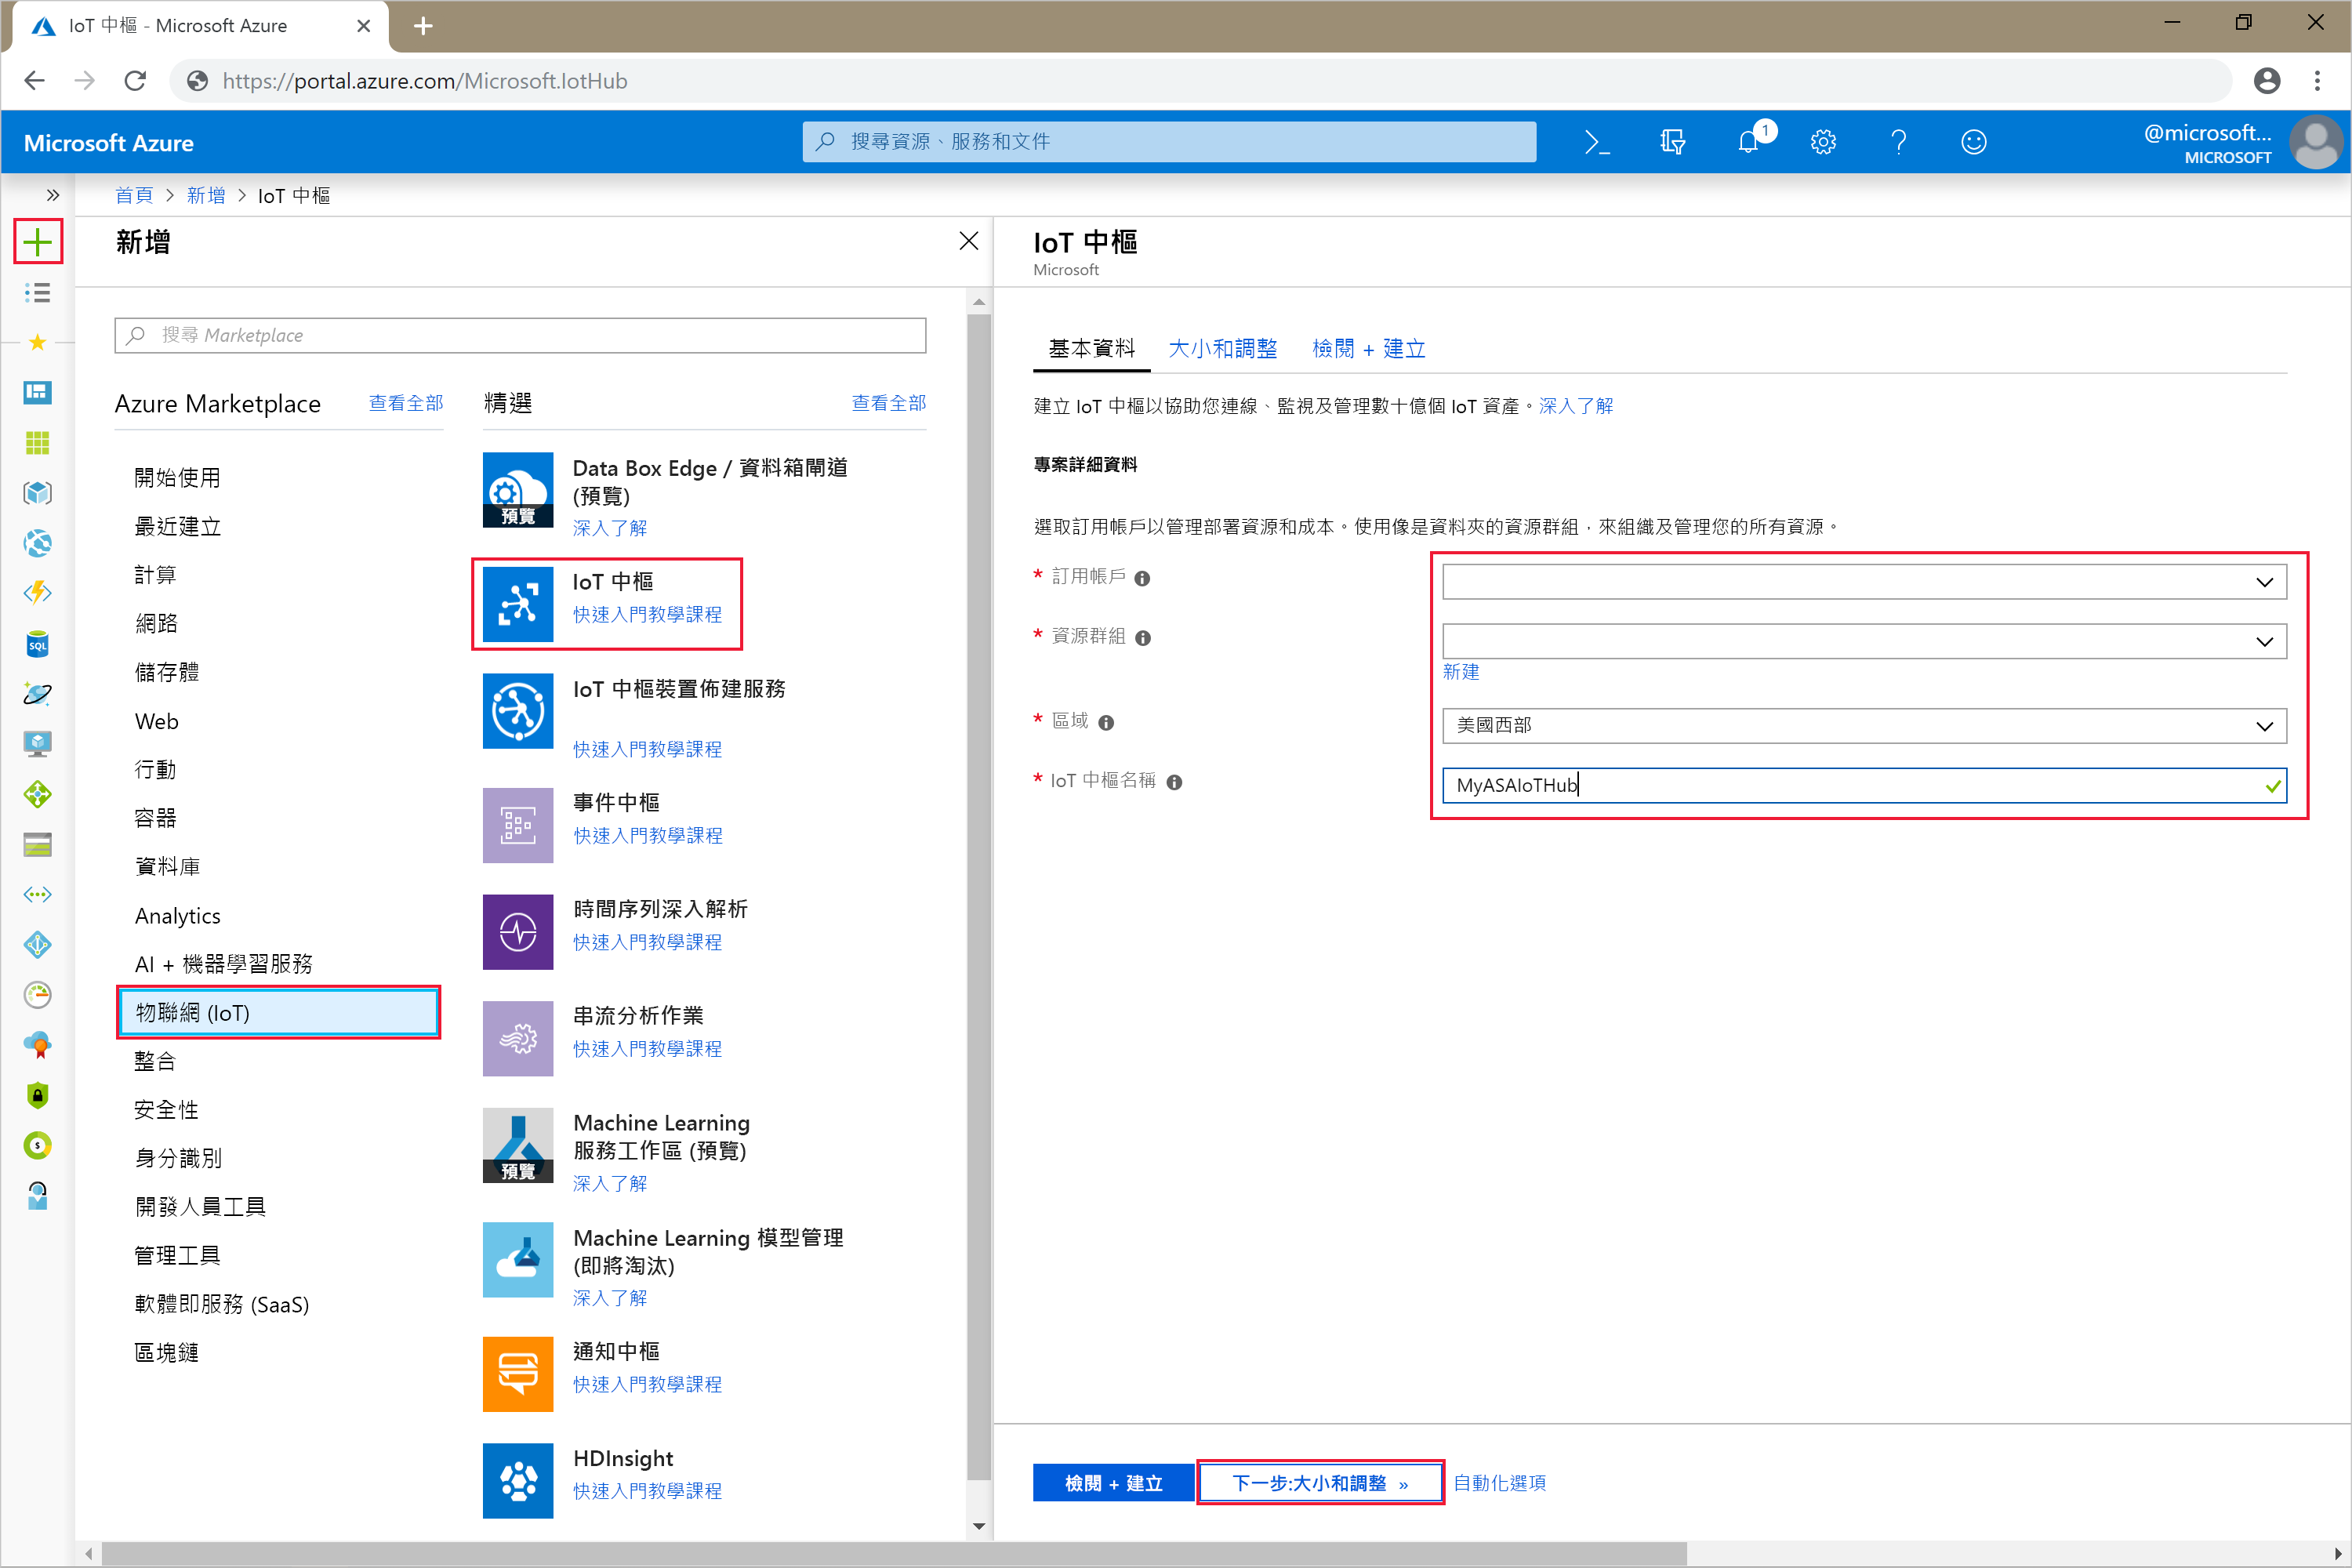 IoT 中樞 - Microsoft Azure
https://portal.azure.com/Microsoft.IotHub
Microsoft Azure
搜尋資源、服務和文件
1
@microsoft...
MICROSOFT
首頁 > 新增 > IoT 中樞
新增
搜尋 Marketplace
Azure Marketplace
查看全部
開始使用
最近建立
計算
網路
儲存體
Web
行動
容器
資料庫
Analytics
AI + 機器學習服務
物聯網 (IoT)
整合
安全性
身分識別
開發人員工具
管理工具
軟體即服務 (SaaS)
區塊鏈
精選
查看全部
預覽
Data Box Edge / 資料箱閘道
(預覽)
深入了解
IoT 中樞
快速入門教學課程
IoT 中樞裝置佈建服務
快速入門教學課程
事件中樞
快速入門教學課程
時間序列深入解析
快速入門教學課程
串流分析作業
快速入門教學課程
預覽
Machine Learning
服務工作區 (預覽)
深入了解
Machine Learning 模型管理
(即將淘汰)
深入了解
通知中樞
快速入門教學課程
HDInsight
快速入門教學課程
SQL
IoT 中樞
Microsoft
基本資料
大小和調整
檢閱 + 建立
建立 IoT 中樞以協助您連線、監視及管理數十億個 IoT 資產。深入了解
專案詳細資料
選取訂用帳戶以管理部署資源和成本。使用像是資料夾的資源群組，來組織及管理您的所有資源。
* 訂用帳戶
* 資源群組
新建
* 區域
美國西部
* IoT 中樞名稱
MyASAIoTHub
檢閱 + 建立
下一步:大小和調整 »
自動化選項